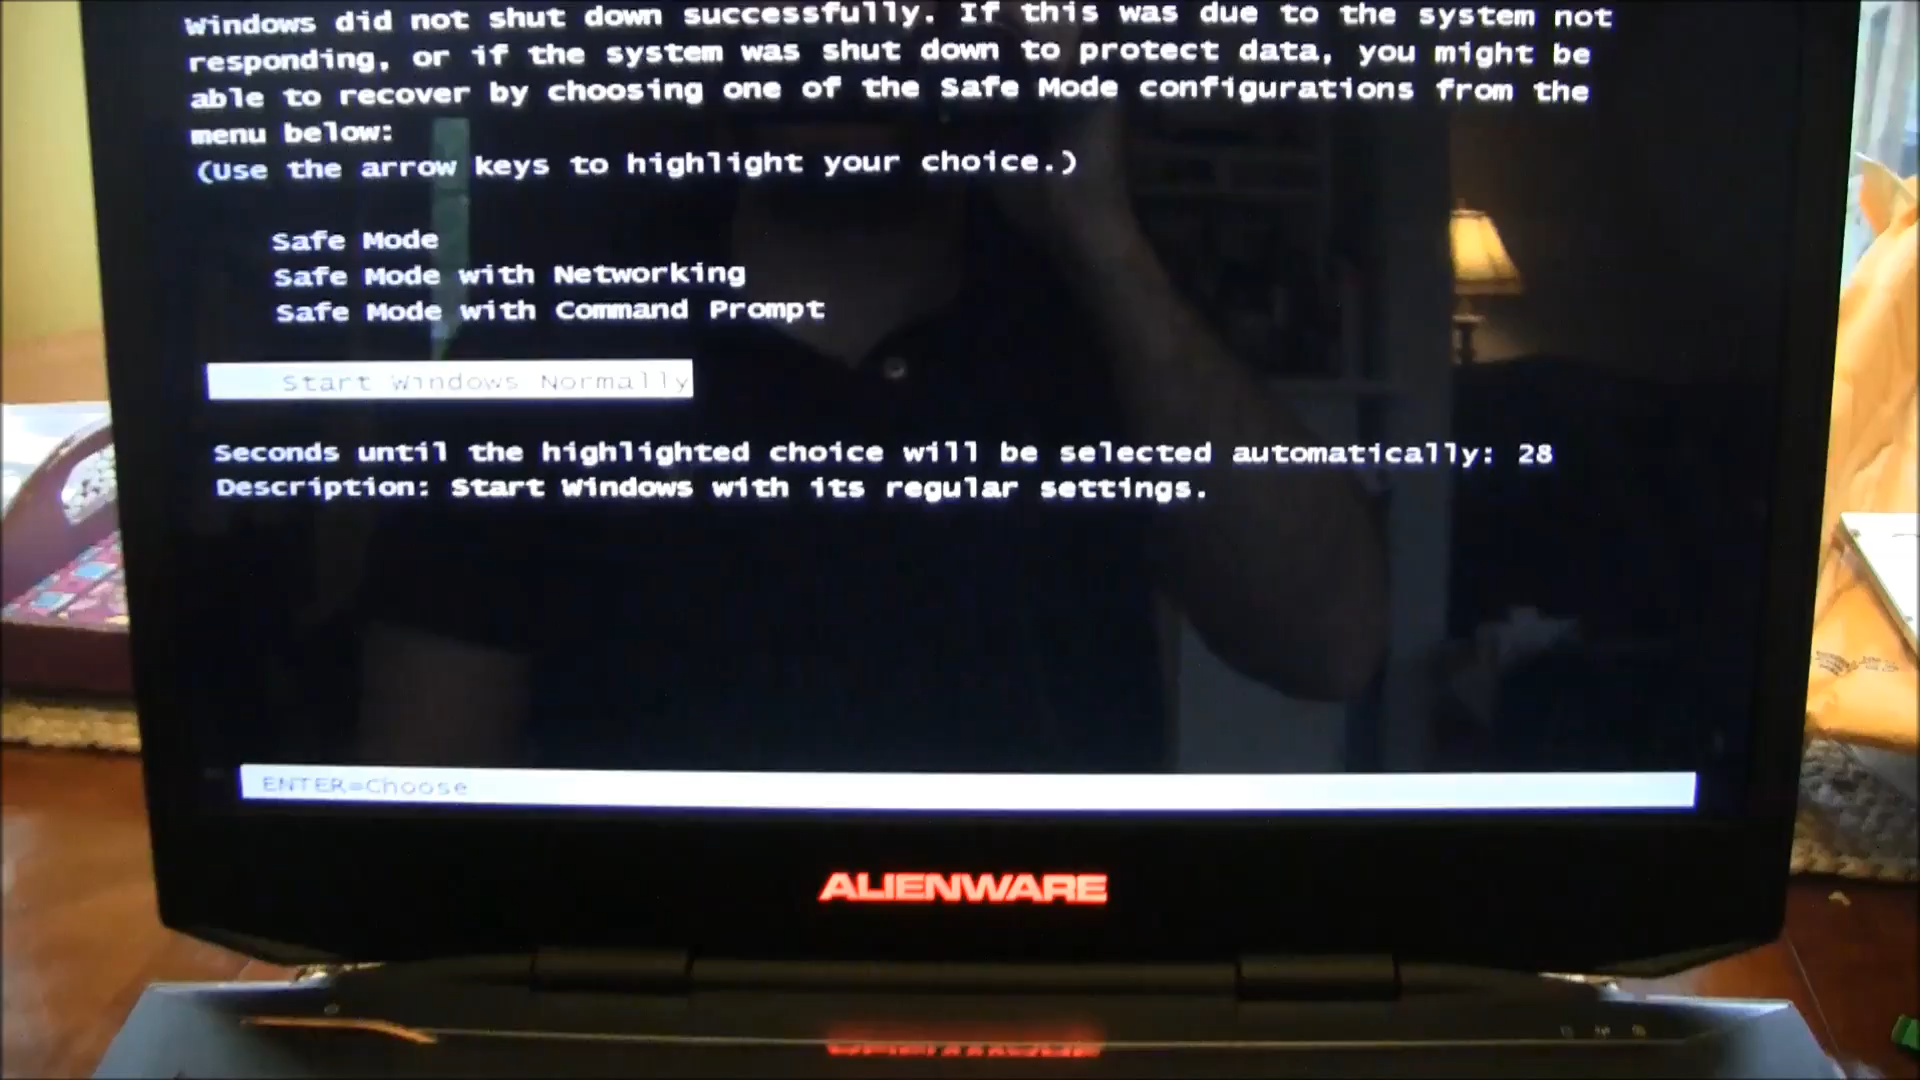 Windows did not shut down successfully. If this was due to the system not
responding, or if the system was shut down to protect data, you might be
able to recover by choosing one of the Safe Mode configurations from the
menu below:
(Use the arrow keys to highlight your choice.)
Safe Mode
Safe Mode with Networking
Safe Mode with Command Prompt
Start Windows Normally
Seconds until the highlighted choice will be selected automatically: 28
Description: Start Windows with its regular settings.
ENTER=Choose
ALIENWARE